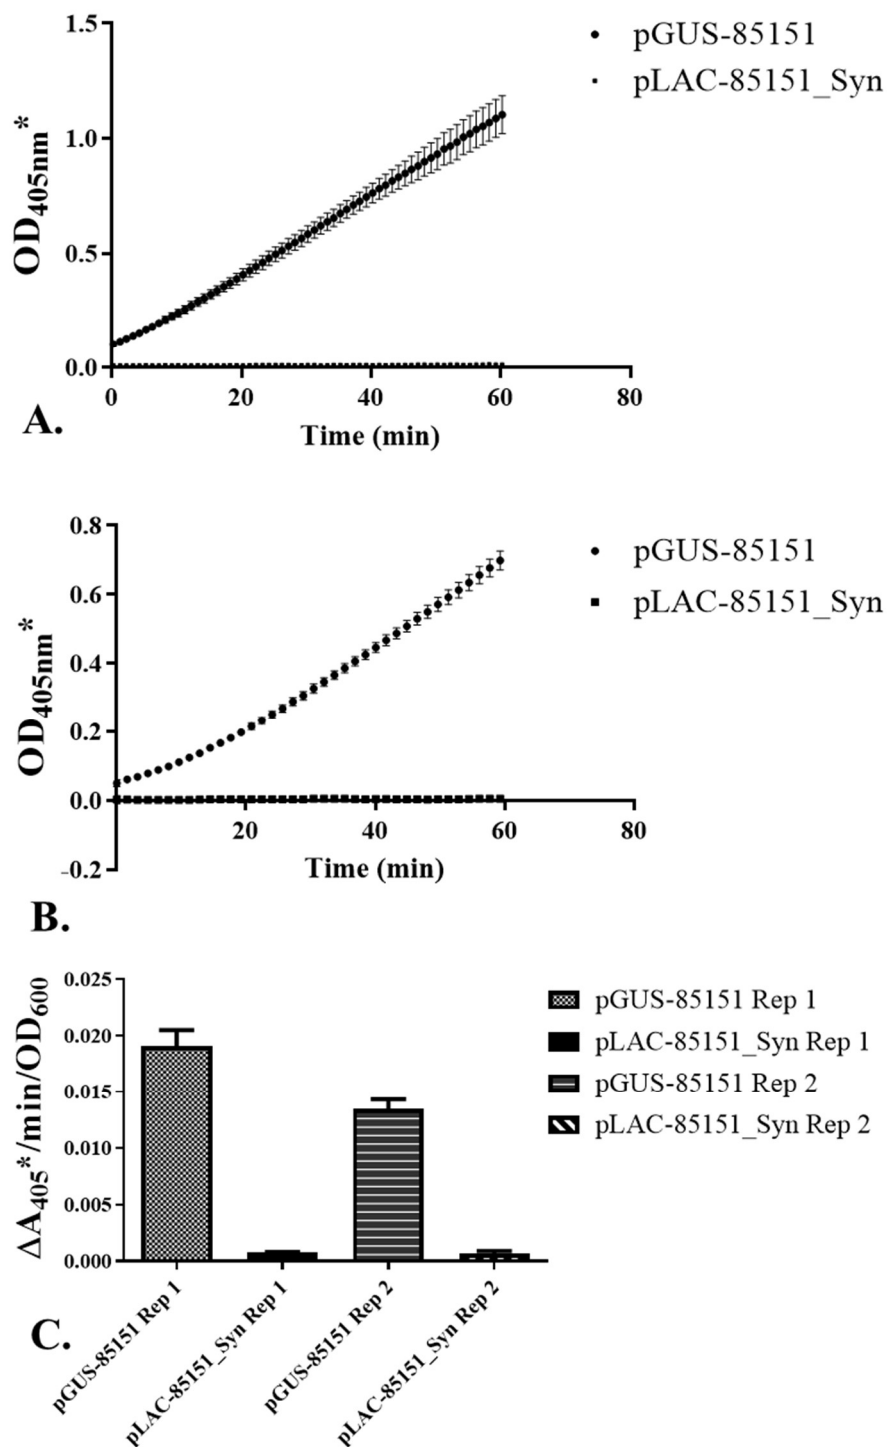 1.5
1.0
0.5
0.0
OD405nm*
0 20 40 60 80
Time (min)
pGUS-85151
pLAC-85151_Syn
A.
0.8
0.6
0.4
0.2
0.0
-0.2
OD405nm*
20 40 60 80
Time (min)
pGUS-85151
pLAC-85151_Syn
B.
0.025
0.020
0.015
0.010
0.005
0.000
ΔA405*/min/OD600
pGUS-85151 Rep 1
pLAC-85151_Syn Rep 1
pGUS-85151 Rep 2
pLAC-85151_Syn Rep 2
pGUS-85151 Rep 1
pLAC-85151_Syn Rep 1
pGUS-85151 Rep 2
pLAC-85151_Syn Rep 2
C.